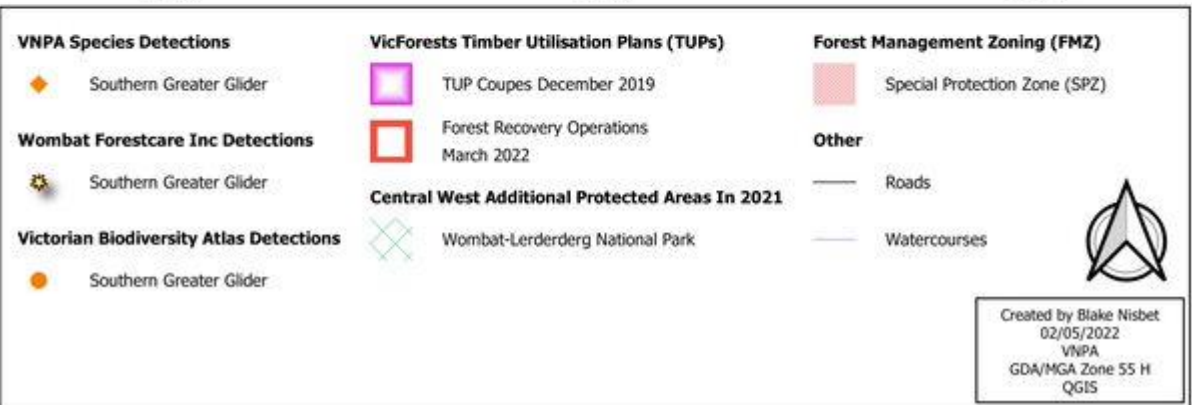 VNPA Species Detections
Southern Greater Glider
Wombat Forestcare Inc Detections
Southern Greater Glider
Victorian Biodiversity Atlas Detections
Southern Greater Glider
VicForests Timber Utilisation Plans (TUPs)
TUP Coupes December 2019
Forest Recovery Operations
March 2022
Central West Additional Protected Areas In 2021
Wombat-Lerderderg National Park
Forest Management Zoning (FMZ)
Special Protection Zone (SPZ)
Other
Roads
Watercourses
Created by Blake Nisbet
02/05/2022
VNPA
GDA/MGA Zone 55 H
QGIS